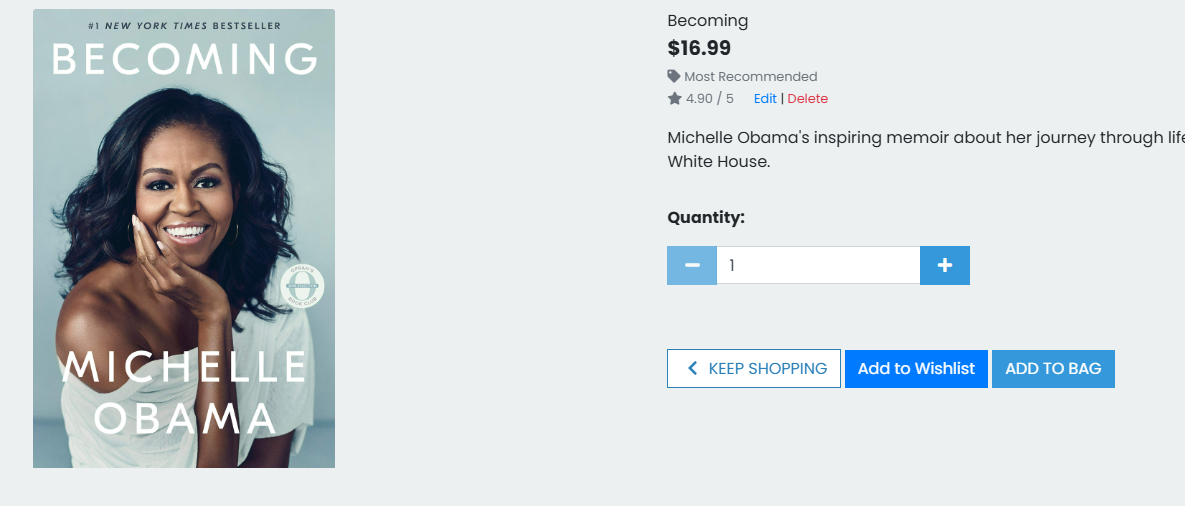 #1 NEW YORK TIMES BESTSELLER
BECOMING
OPRAH'S
BOOK CLUB
MICHELLE
OBAMA
Becoming
$16.99
Most Recommended
4.90 / 5 Edit | Delete
Michelle Obama's inspiring memoir about her journey through life
White House.
Quantity:
− 1 +
KEEP SHOPPING Add to Wishlist ADD TO BAG